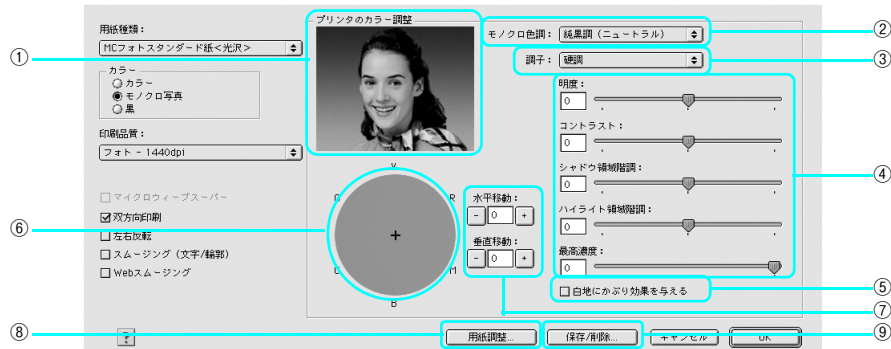 用紙種類：
MCフォトスタンダード紙<光沢>
カラー
カラー
モノクロ写真
黒
印刷品質：
フォト - 1440dpi
マイクロウィーブスーパー
双方向印刷
左右反転
スムージング（文字/輪郭）
Webスムージング
プリンタのカラー調整
モノクロ色調：
純黒調（ニュートラル）
調子：
硬調
明度：
0
コントラスト：
0
シャドウ領域階調：
0
ハイライト領域階調：
0
最高濃度：
0
白地にかぶり効果を与える
Y
G
R
C
M
B
水平移動：
- 0 +
垂直移動：
- 0 +
?
用紙調整...
保存/削除...
キャンセル
OK
①
②
③
④
⑤
⑥
⑦
⑧
⑨